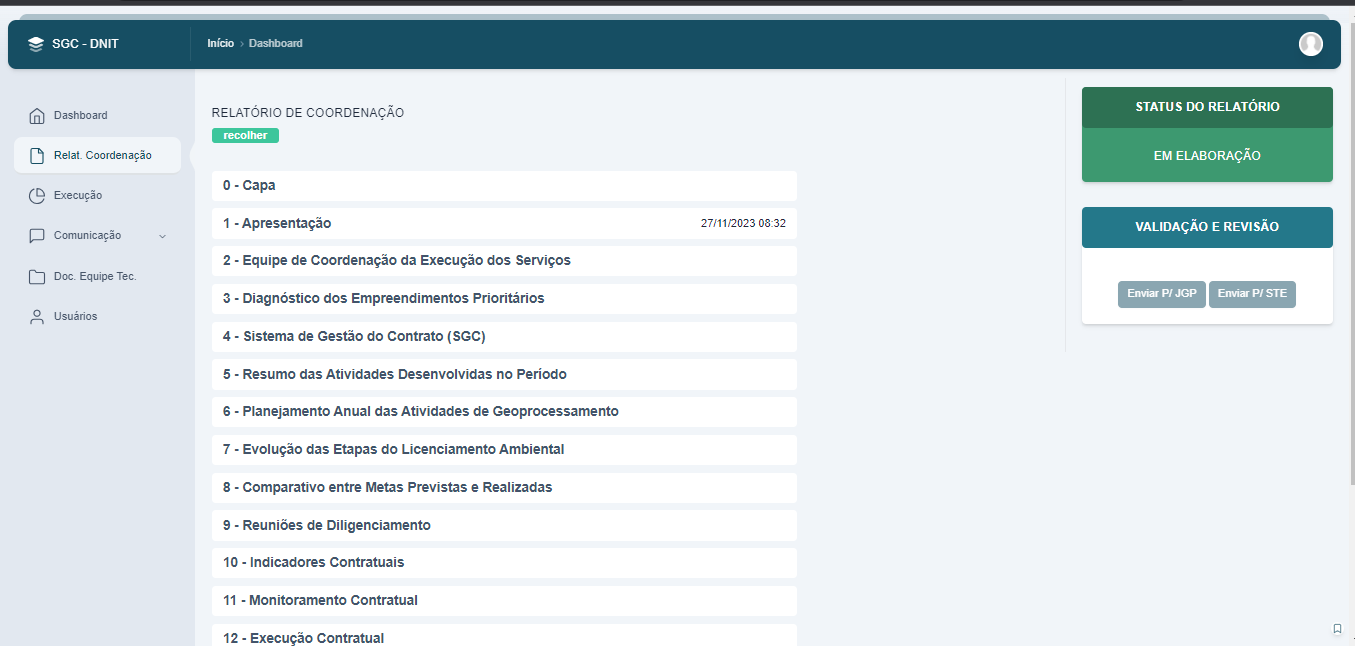 SGC - DNIT
Início › Dashboard
Dashboard
Relat. Coordenação
Execução
Comunicação
Doc. Equipe Tec.
Usuários
RELATÓRIO DE COORDENAÇÃO
recolher
0 - Capa
1 - Apresentação 27/11/2023 08:32
2 - Equipe de Coordenação da Execução dos Serviços
3 - Diagnóstico dos Empreendimentos Prioritários
4 - Sistema de Gestão do Contrato (SGC)
5 - Resumo das Atividades Desenvolvidas no Período
6 - Planejamento Anual das Atividades de Geoprocessamento
7 - Evolução das Etapas do Licenciamento Ambiental
8 - Comparativo entre Metas Previstas e Realizadas
9 - Reuniões de Diligenciamento
10 - Indicadores Contratuais
11 - Monitoramento Contratual
12 - Execução Contratual
STATUS DO RELATÓRIO
EM ELABORAÇÃO
VALIDAÇÃO E REVISÃO
Enviar P/ JGP Enviar P/ STE